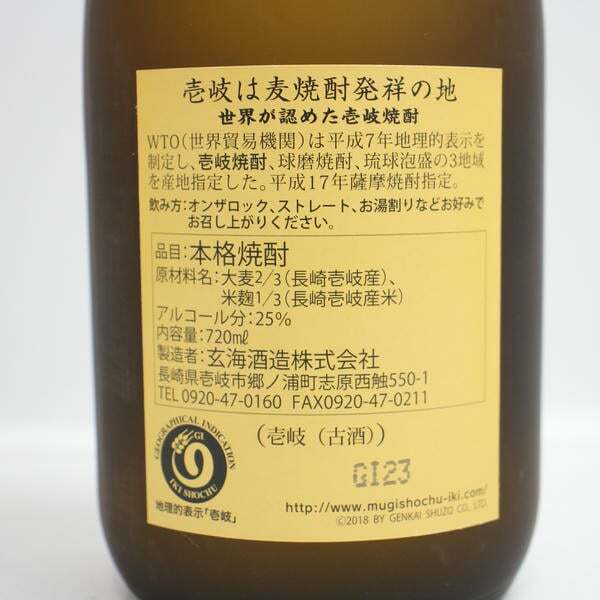 壱岐は麦焼酎発祥の地
世界が認めた壱岐焼酎
WTO(世界貿易機関)は平成7年地理的表示を
制定し、壱岐焼酎、球磨焼酎、琉球泡盛の3地域
を産地指定した。平成17年薩摩焼酎指定。
飲み方：オンザロック、ストレート、お湯割りなどお好みで
お召し上がりください。
品目：本格焼酎
原材料名：大麦2/3(長崎壱岐産)、
米麹1/3(長崎壱岐産米)
アルコール分：25%
内容量：720㎖
製造者：玄海酒造株式会社
長崎県壱岐市郷ノ浦町志原西触550-1
TEL 0920-47-0160 FAX0920-47-0211
GEOGRAPHICAL INDICATION
GI
IKI SHOCHU
地理的表示「壱岐」
(壱岐(古酒))
GI23
http://www.mugishochu-iki.com/
©2018 BY GENKAI SHUZO CO., LTD.